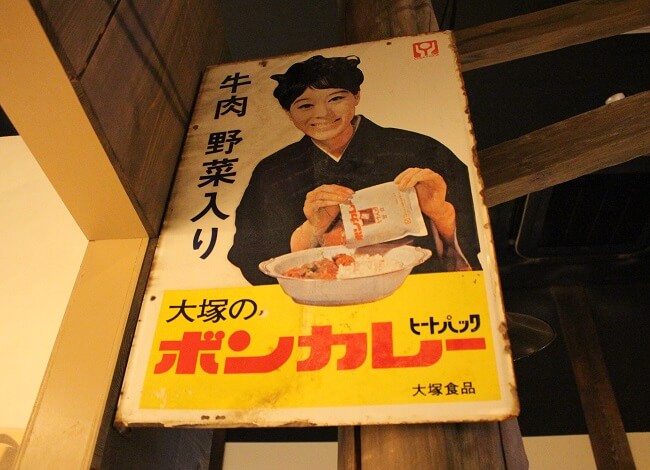 牛肉 野菜入り
大塚の
ボンカレー
ヒートパック
大塚食品